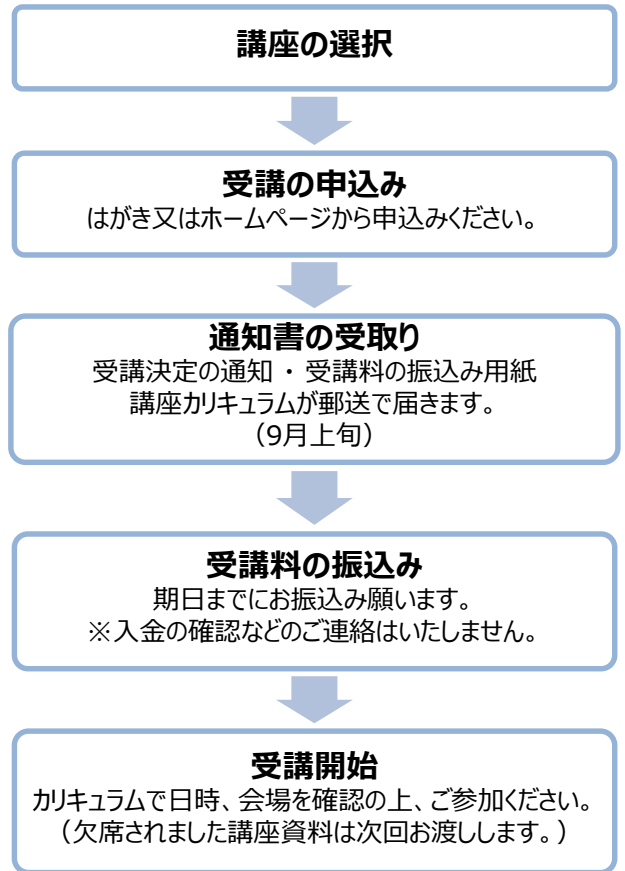 講座の選択
受講の申込み
はがき又はホームページから申込みください。
通知書の受取り
受講決定の通知・受講料の振込み用紙
講座カリキュラムが郵送で届きます。
（9月上旬）
受講料の振込み
期日までにお振込み願います。
※入金の確認などのご連絡はいたしません。
受講開始
カリキュラムで日時、会場を確認の上、ご参加ください。
（欠席されました講座資料は次回お渡しします。）